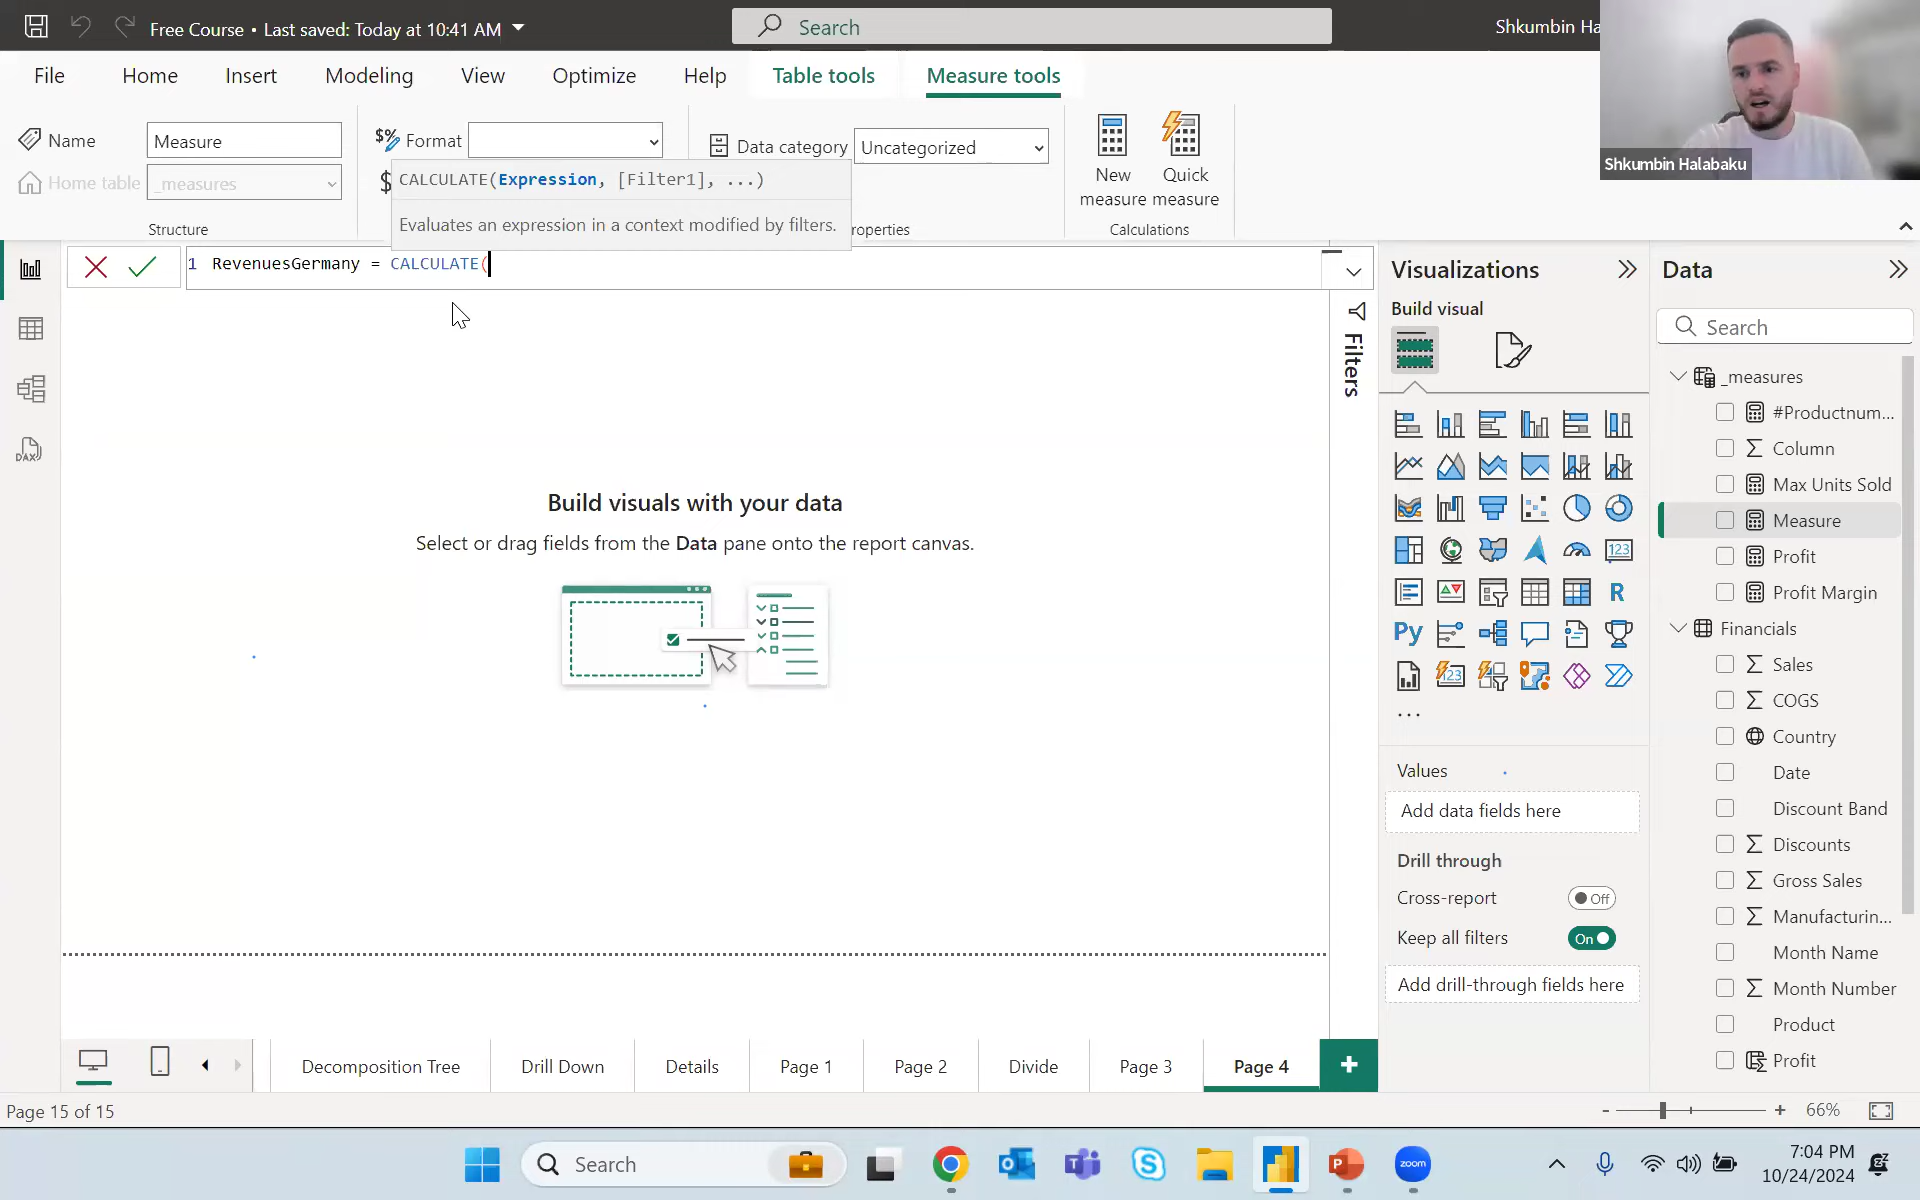 Free Course • Last saved: Today at 10:41 AM
Search
Shkumbin Ha
File
Home
Insert
Modeling
View
Optimize
Help
Table tools
Measure tools
Shkumbin Halabaku
Name
Measure
Home table
_measures
Structure
Format
Data category
Uncategorized
CALCULATE(Expression, [Filter1], ...)
Evaluates an expression in a context modified by filters.
roperties
New measure
Quick measure
Calculations
1 RevenuesGermany = CALCULATE(
Build visuals with your data
Select or drag fields from the Data pane onto the report canvas.
Filters
Visualizations
Build visual
123
R
Py
123
Values
Add data fields here
Drill through
Cross-report
Off
Keep all filters
On
Add drill-through fields here
Data
Search
_measures
#Productnum...
Column
Max Units Sold
Measure
Profit
Profit Margin
Financials
Sales
COGS
Country
Date
Discount Band
Discounts
Gross Sales
Manufacturin...
Month Name
Month Number
Product
Profit
DAX
Decomposition Tree
Drill Down
Details
Page 1
Page 2
Divide
Page 3
Page 4
Page 15 of 15
66%
Search
zoom
7:04 PM
10/24/2024